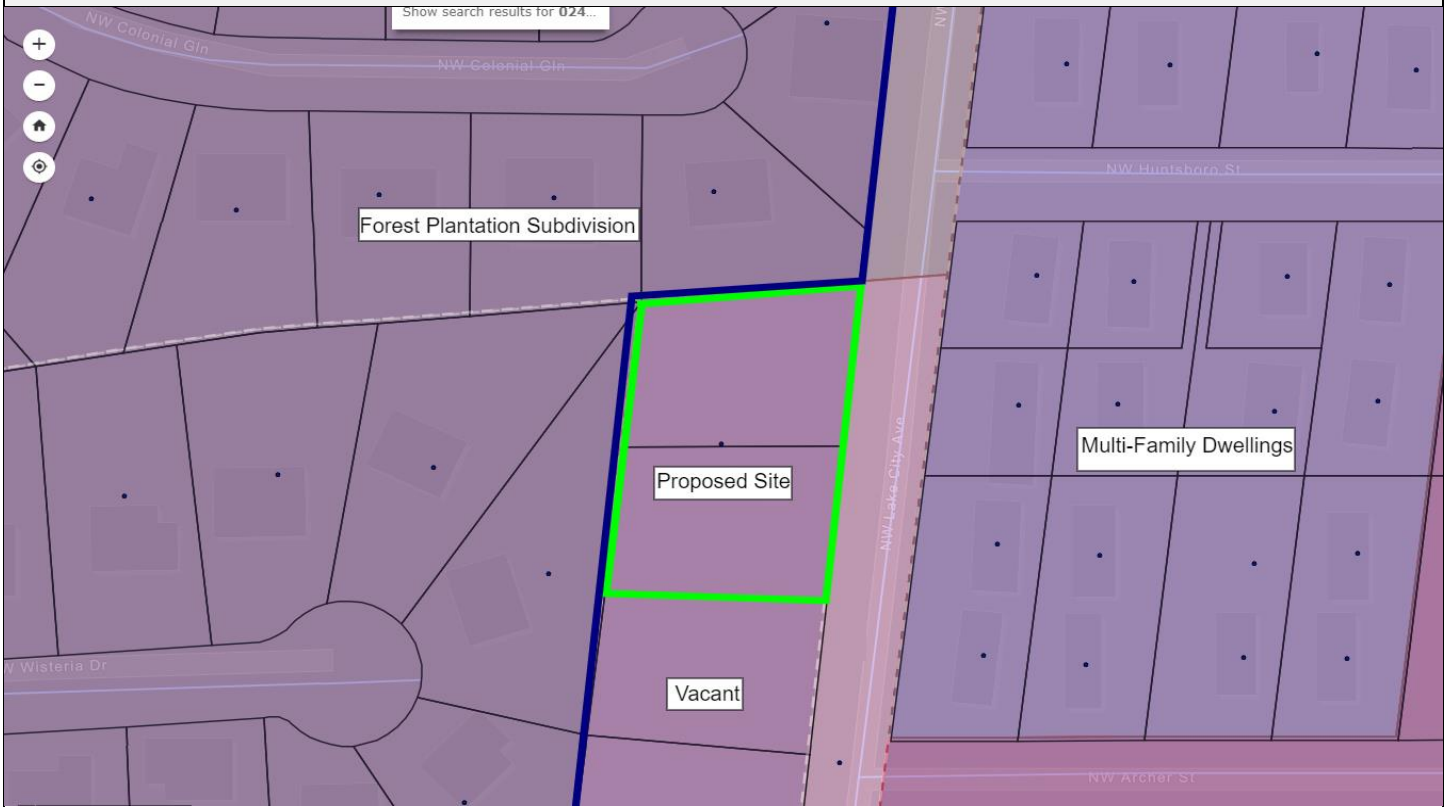 Show search results for 024...
NW Colonial Gln
NW Colonial Gln
NW
NW Huntsboro St
Forest Plantation Subdivision
Multi-Family Dwellings
Proposed Site
NW Lake City Ave
W Wisteria Dr
Vacant
NW Archer St